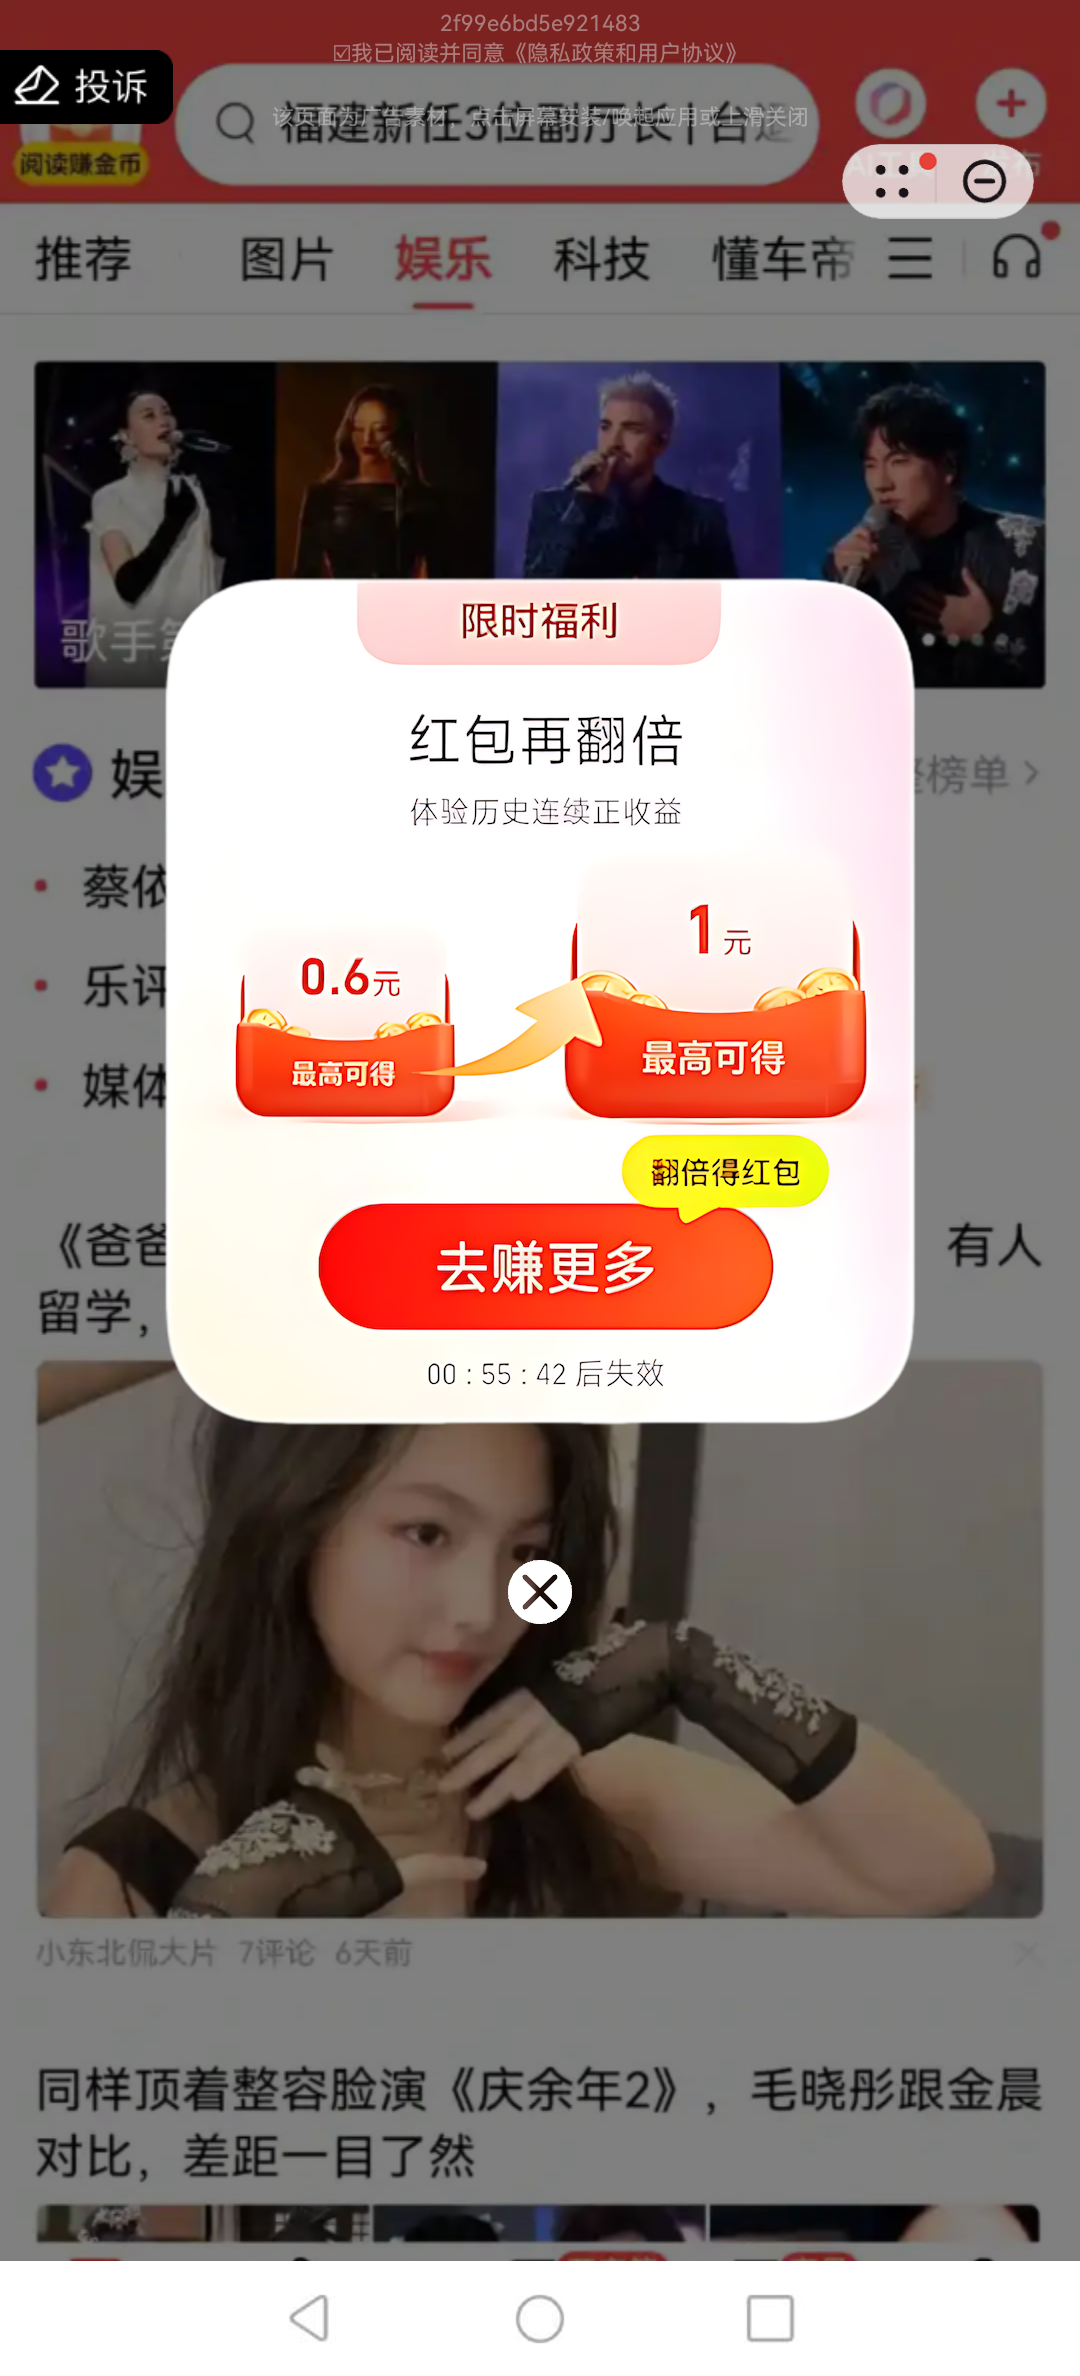 2f99e6bd5e921483
☑我已阅读并同意《隐私政策和用户协议》
投诉
福建新任3位副厅长|台
该页面为广告素材，点击屏幕安装/唤起应用或上滑关闭
阅读赚金币
推荐 图片 娱乐 科技 懂车帝
歌手
限时福利
红包再翻倍
体验历史连续正收益
娱
榜单
蔡依
乐评
媒体
0.6元
最高可得
1元
最高可得
翻倍得红包
去赚更多
00:55:42 后失效
《爸爸
有人
留学，
小东北侃大片 7评论 6天前
同样顶着整容脸演《庆余年2》，毛晓彤跟金晨
对比，差距一目了然